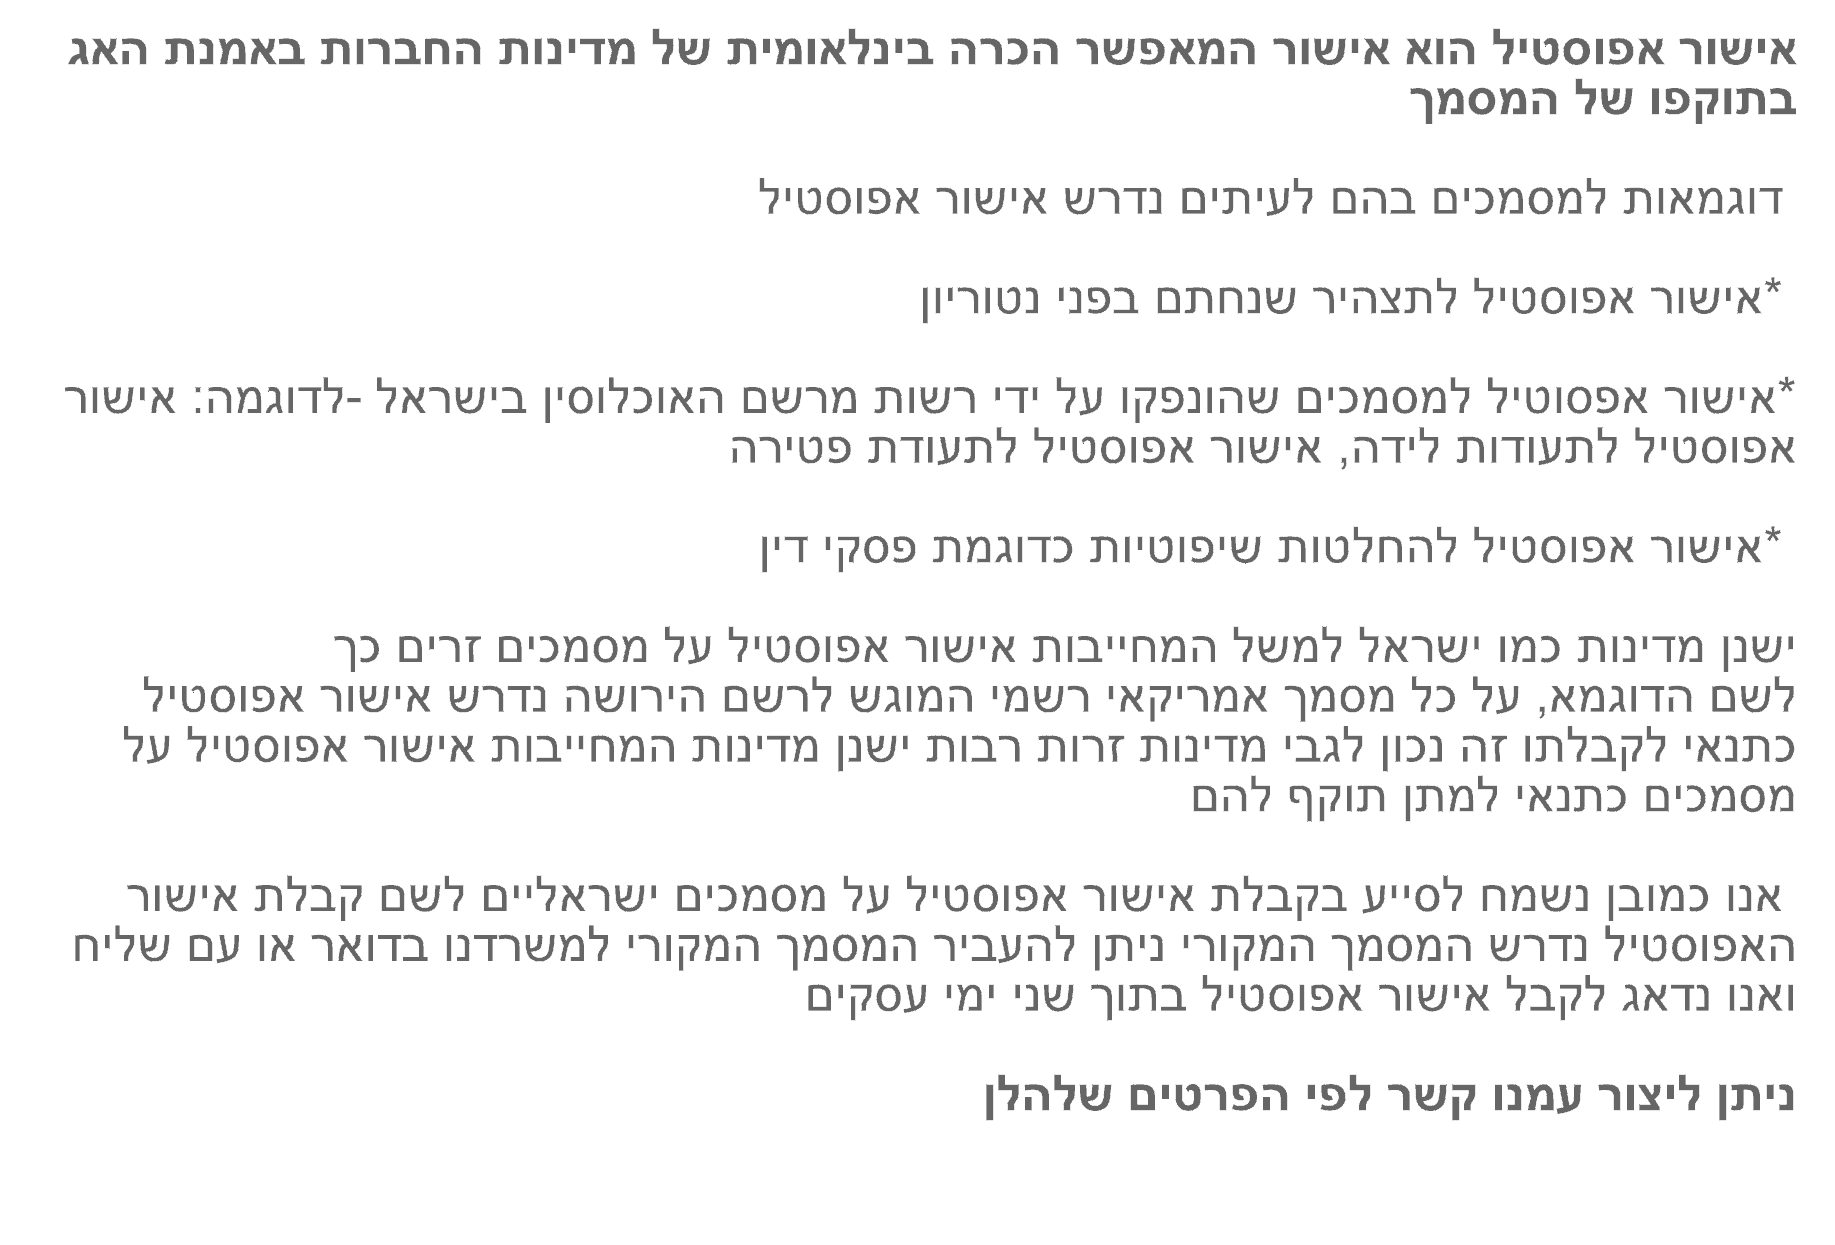 אישור אפוסטיל הוא אישור המאפשר הכרה בינלאומית של מדינות החברות באמנת האג
בתוקפו של המסמך
דוגמאות למסמכים בהם לעיתים נדרש אישור אפוסטיל
*אישור אפוסטיל לתצהיר שנחתם בפני נטוריון
*אישור אפסוטיל למסמכים שהונפקו על ידי רשות מרשם האוכלוסין בישראל -לדוגמה: אישור
אפוסטיל לתעודות לידה, אישור אפוסטיל לתעודת פטירה
*אישור אפוסטיל להחלטות שיפוטיות כדוגמת פסקי דין
ישנן מדינות כמו ישראל למשל המחייבות אישור אפוסטיל על מסמכים זרים כך
לשם הדוגמא, על כל מסמך אמריקאי רשמי המוגש לרשם הירושה נדרש אישור אפוסטיל
כתנאי לקבלתו זה נכון לגבי מדינות זרות רבות ישנן מדינות המחייבות אישור אפוסטיל על
מסמכים כתנאי למתן תוקף להם
אנו כמובן נשמח לסייע בקבלת אישור אפוסטיל על מסמכים ישראליים לשם קבלת אישור
האפוסטיל נדרש המסמך המקורי ניתן להעביר המסמך המקורי למשרדנו בדואר או עם שליח
ואנו נדאג לקבל אישור אפוסטיל בתוך שני ימי עסקים
ניתן ליצור עמנו קשר לפי הפרטים שלהלן